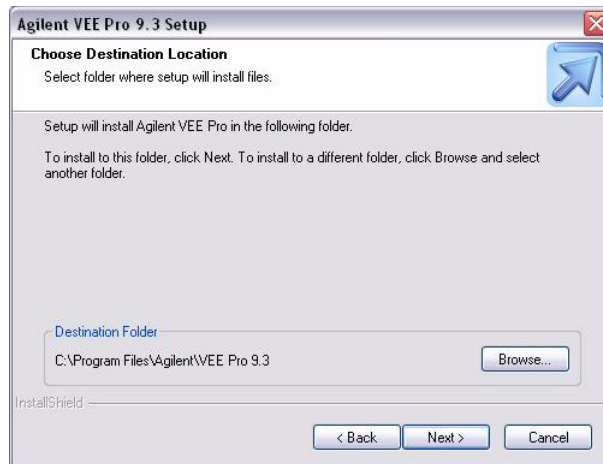 Agilent VEE Pro 9.3 Setup
Choose Destination Location
Select folder where setup will install files.
Setup will install Agilent VEE Pro in the following folder.
To install to this folder, click Next. To install to a different folder, click Browse and select
another folder.
Destination Folder
C:\Program Files\Agilent\VEE Pro 9.3
Browse...
InstallShield
< Back
Next >
Cancel